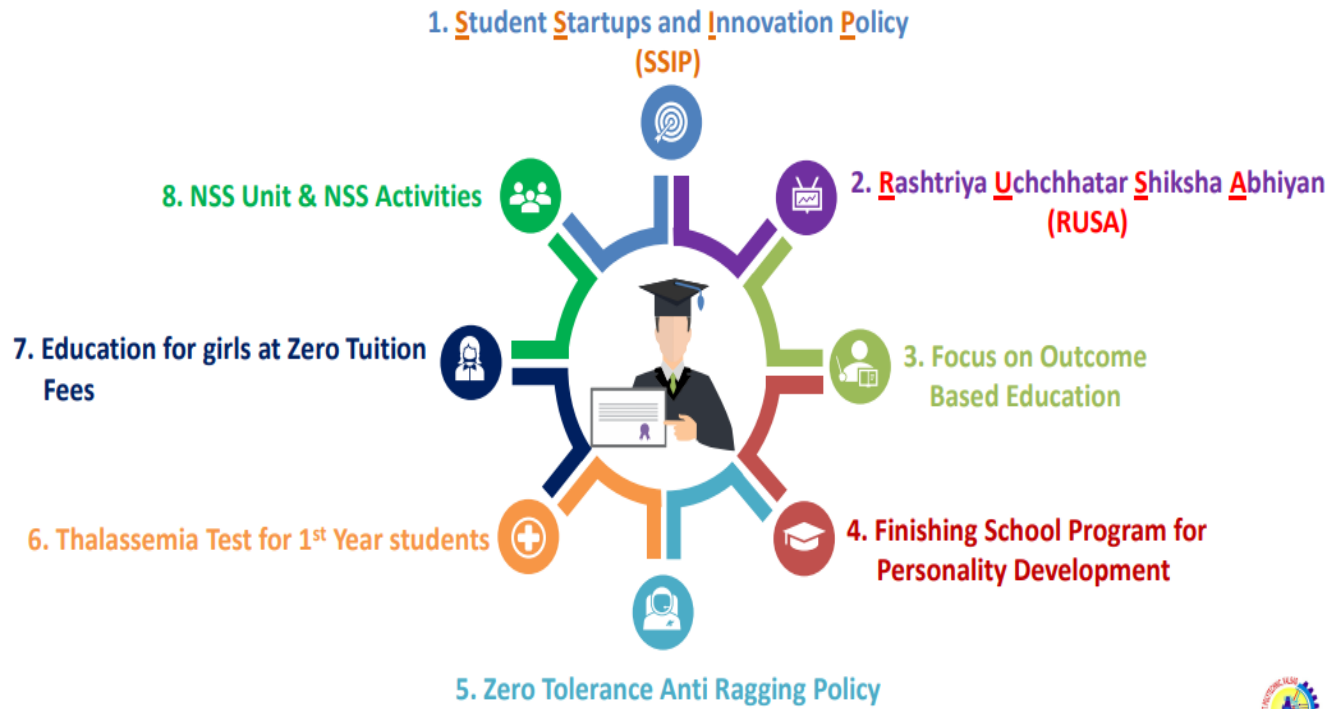 1. Student Startups and Innovation Policy
(SSIP)
2. Rashtriya Uchchhatar Shiksha Abhiyan
(RUSA)
3. Focus on Outcome
Based Education
4. Finishing School Program for
Personality Development
5. Zero Tolerance Anti Ragging Policy
6. Thalassemia Test for 1st Year students
7. Education for girls at Zero Tuition
Fees
8. NSS Unit & NSS Activities